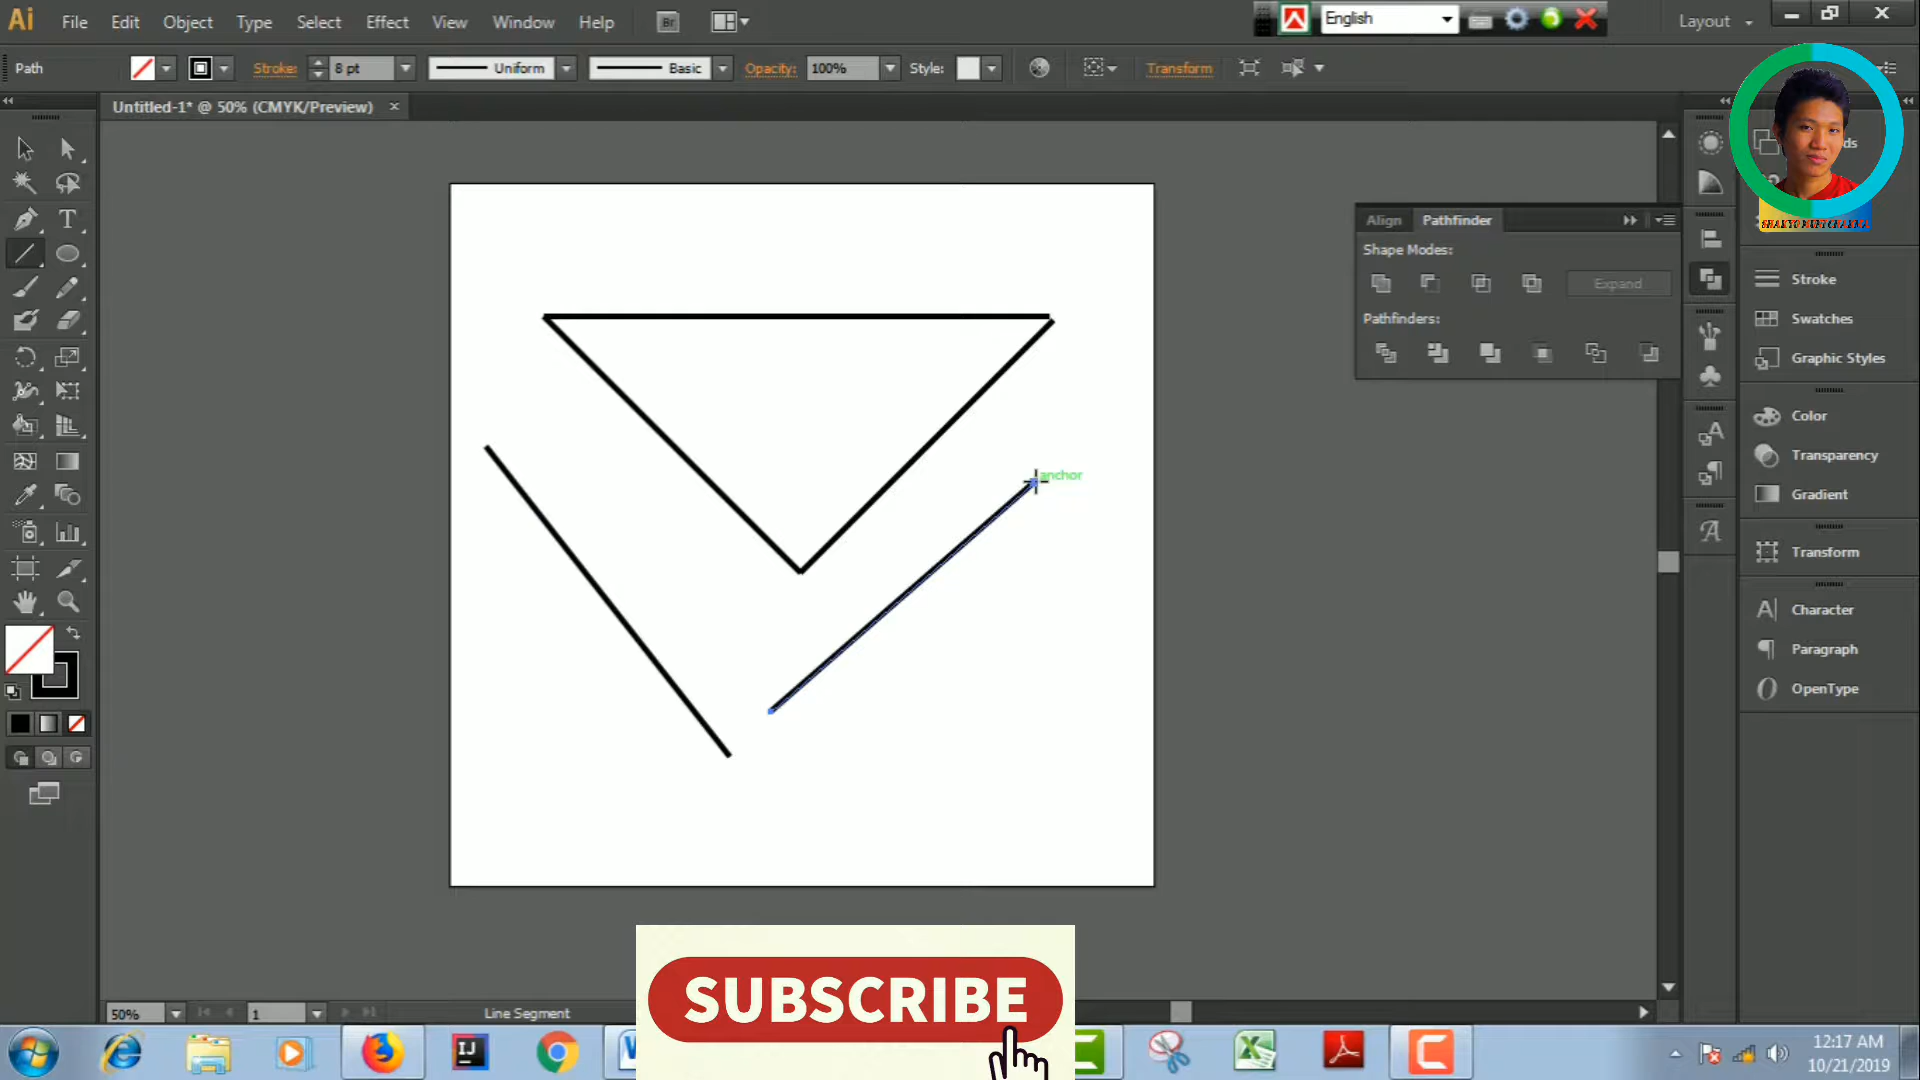 Ai File Edit Object Type Select Effect View Window Help Br English Layout
Path Stroke: 8 pt Uniform Basic Opacity: 100% Style: Transform
Untitled-1* @ 50% (CMYK/Preview)
Align Pathfinder
Shape Modes:
Expand
Pathfinders:
Stroke
Swatches
Graphic Styles
Color
Transparency
Gradient
Transform
Character
Paragraph
OpenType
anchor
50% 1 Line Segment
SUBSCRIBE
12:17 AM
10/21/2019